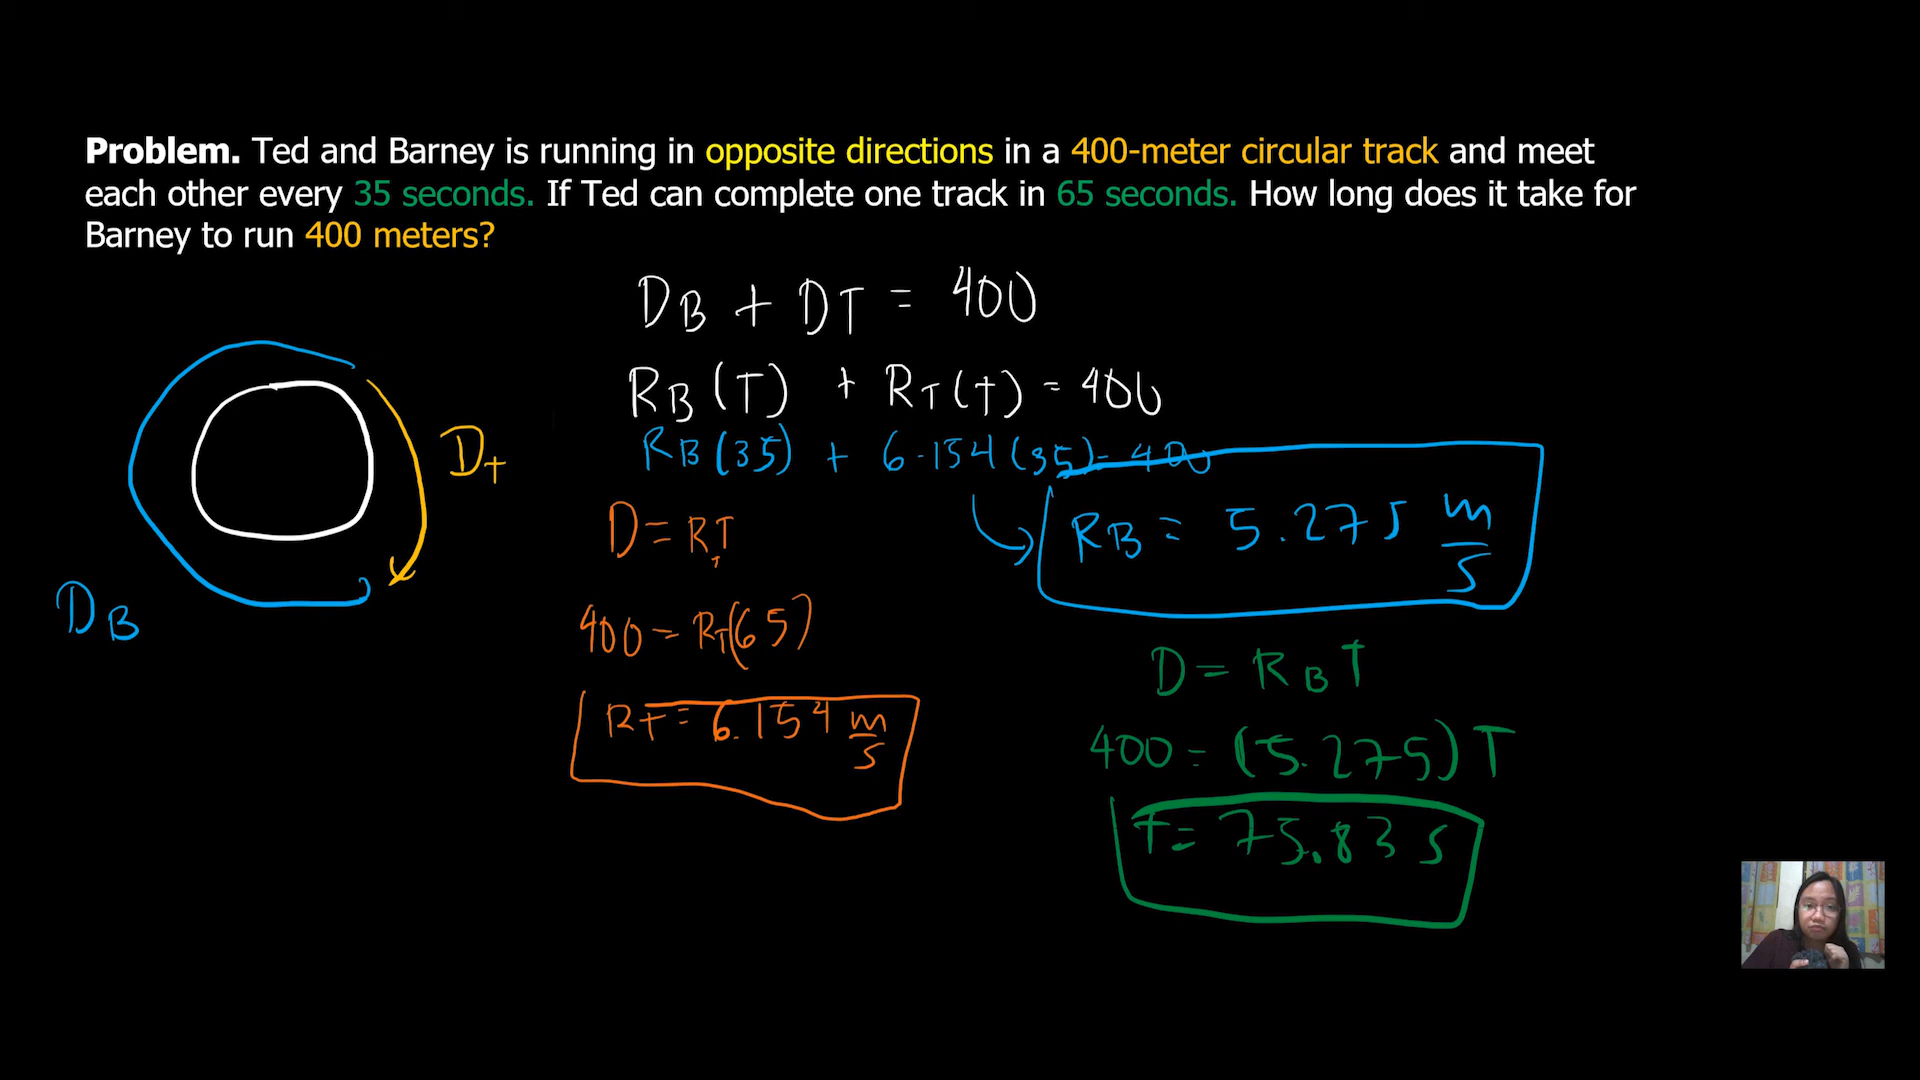 Problem. Ted and Barney is running in opposite directions in a 400-meter circular track and meet
each other every 35 seconds. If Ted can complete one track in 65 seconds. How long does it take for
Barney to run 400 meters?
DB + DT = 400
RB(T) + RT(t) = 400
RB(35) + 6.154(35) = 400
DT
D = RT T
RB = 5.275 m/s
DB
400 = RT(65)
D = RB T
RT = 6.154 m/s
400 = (5.275) T
T = 75.83 s